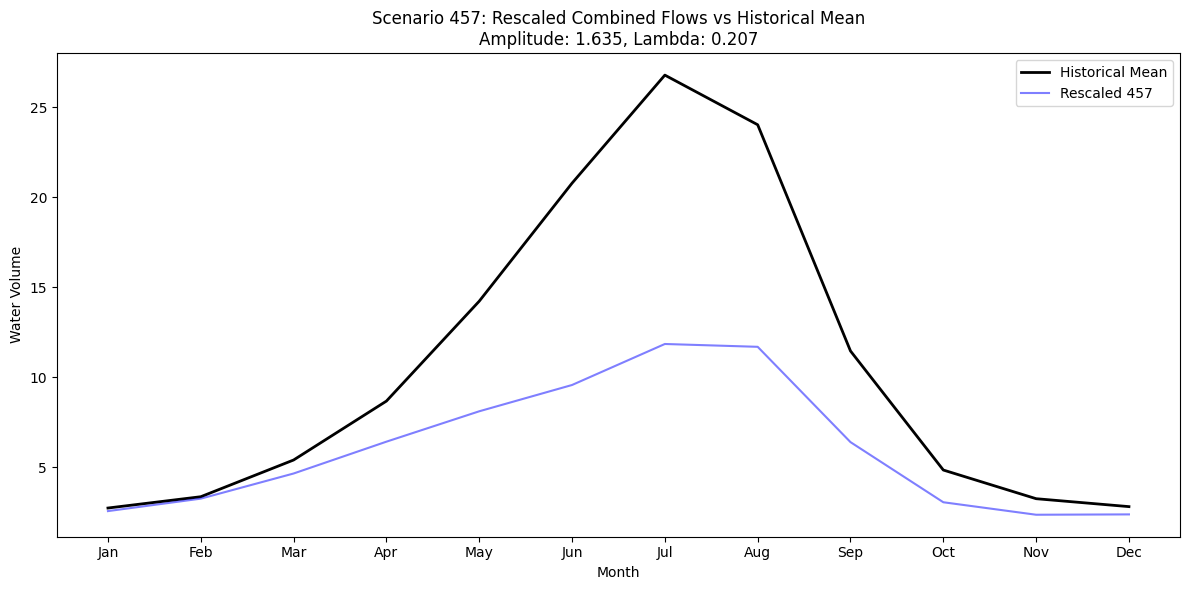 Scenario 457: Rescaled Combined Flows vs Historical Mean
Amplitude: 1.635, Lambda: 0.207
Historical Mean
Rescaled 457
Water Volume
25
20
15
10
5
Jan Feb Mar Apr May Jun Jul Aug Sep Oct Nov Dec
Month